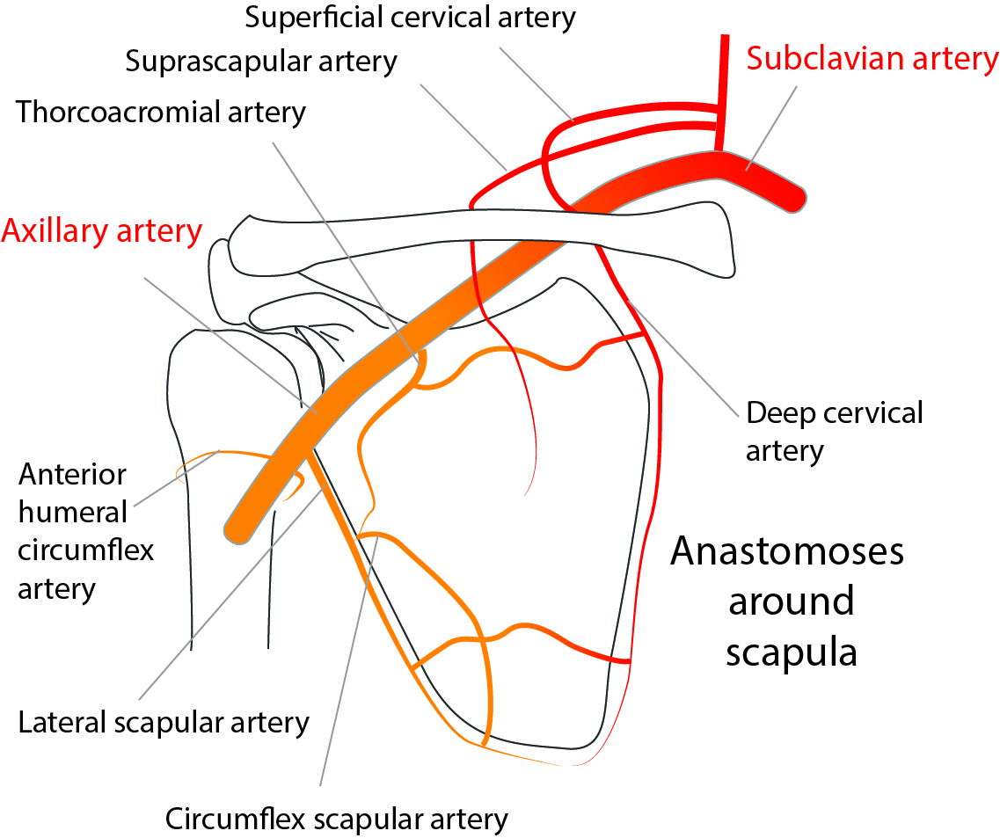 Superficial cervical artery
Suprascapular artery
Subclavian artery
Thorcoacromial artery
Axillary artery
Deep cervical
artery
Anterior
humeral
circumflex
artery
Anastomoses
around
scapula
Lateral scapular artery
Circumflex scapular artery